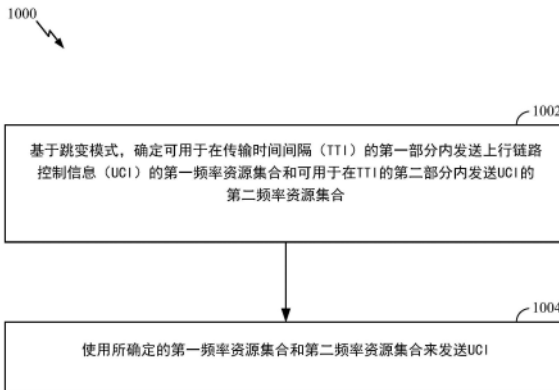 1000
1002
基于跳变模式，确定可用于在传输时间间隔（TTI）的第一部分内发送上行链路
控制信息（UCI）的第一频率资源集合和可用于在TTI的第二部分内发送UCI的
第二频率资源集合
1004
使用所确定的第一频率资源集合和第二频率资源集合来发送UCI